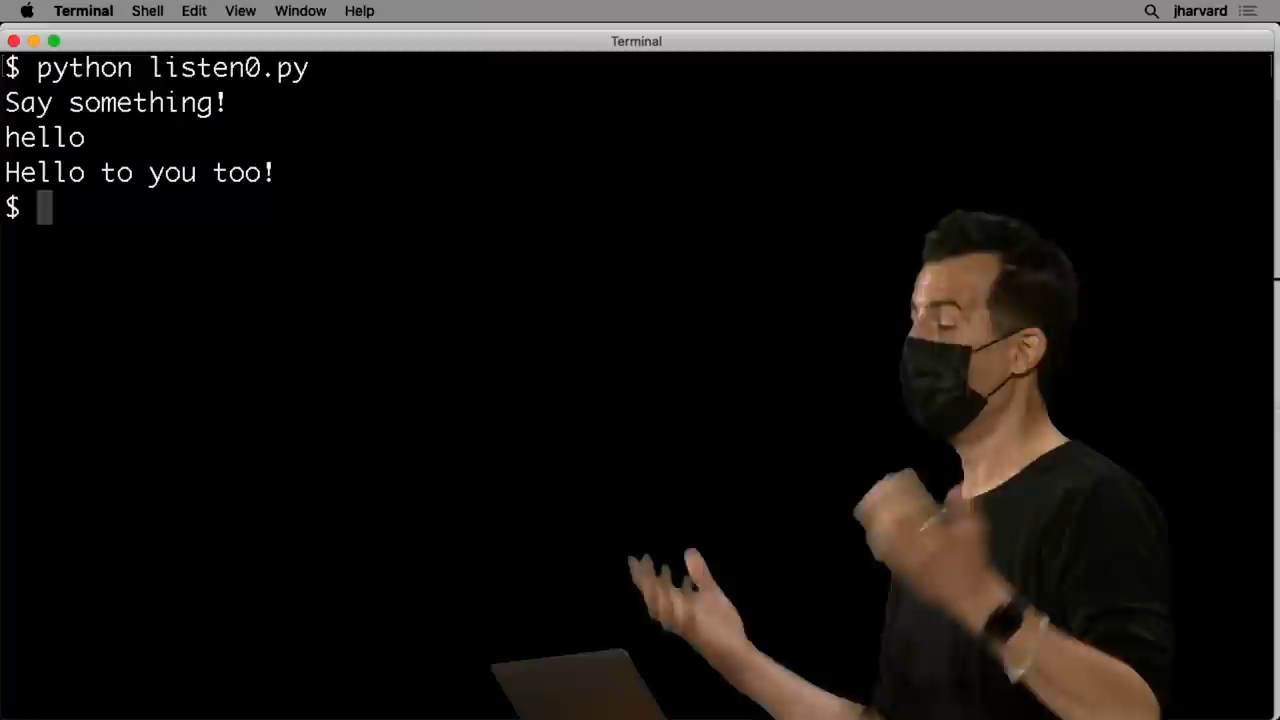 Terminal Shell Edit View Window Help jharvard
Terminal
$ python listen0.py
Say something!
hello
Hello to you too!
$